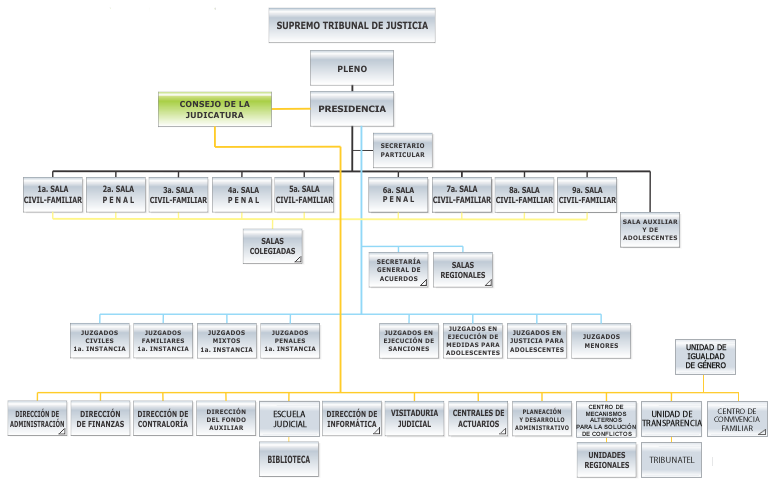 SUPREMO TRIBUNAL DE JUSTICIA
PLENO
CONSEJO DE LA
JUDICATURA
PRESIDENCIA
SECRETARIO
PARTICULAR
1a. SALA
CIVIL-FAMILIAR
2a. SALA
P E N A L
3a. SALA
CIVIL-FAMILIAR
4a. SALA
P E N A L
5a. SALA
CIVIL-FAMILIAR
6a. SALA
P E N A L
7a. SALA
CIVIL-FAMILIAR
8a. SALA
CIVIL-FAMILIAR
9a. SALA
CIVIL-FAMILIAR
SALA AUXILIAR
Y DE
ADOLESCENTES
SALAS
COLEGIADAS
SECRETARÍA
GENERAL DE
ACUERDOS
SALAS
REGIONALES
JUZGADOS
CIVILES
1a. INSTANCIA
JUZGADOS
FAMILIARES
1a. INSTANCIA
JUZGADOS
MIXTOS
1a. INSTANCIA
JUZGADOS
PENALES
1a. INSTANCIA
JUZGADOS EN
EJECUCIÓN DE
SANCIONES
JUZGADOS EN
EJECUCIÓN DE
MEDIDAS PARA
ADOLESCENTES
JUZGADOS EN
JUSTICIA PARA
ADOLESCENTES
JUZGADOS
MENORES
UNIDAD DE
IGUALDAD
DE GÉNERO
DIRECCIÓN DE
ADMINISTRACIÓN
DIRECCIÓN
DE FINANZAS
DIRECCIÓN DE
CONTRALORÍA
DIRECCIÓN
DEL FONDO
AUXILIAR
ESCUELA
JUDICIAL
DIRECCIÓN DE
INFORMÁTICA
VISITADURIA
JUDICIAL
CENTRALES DE
ACTUARIOS
PLANEACIÓN
Y DESARROLLO
ADMINISTRATIVO
CENTRO DE
MECANISMOS
ALTERNOS
PARA LA SOLUCIÓN
DE CONFLICTOS
UNIDAD DE
TRANSPARENCIA
CENTRO DE
CONVIVENCIA
FAMILIAR
BIBLIOTECA
UNIDADES
REGIONALES
TRIBUNATEL